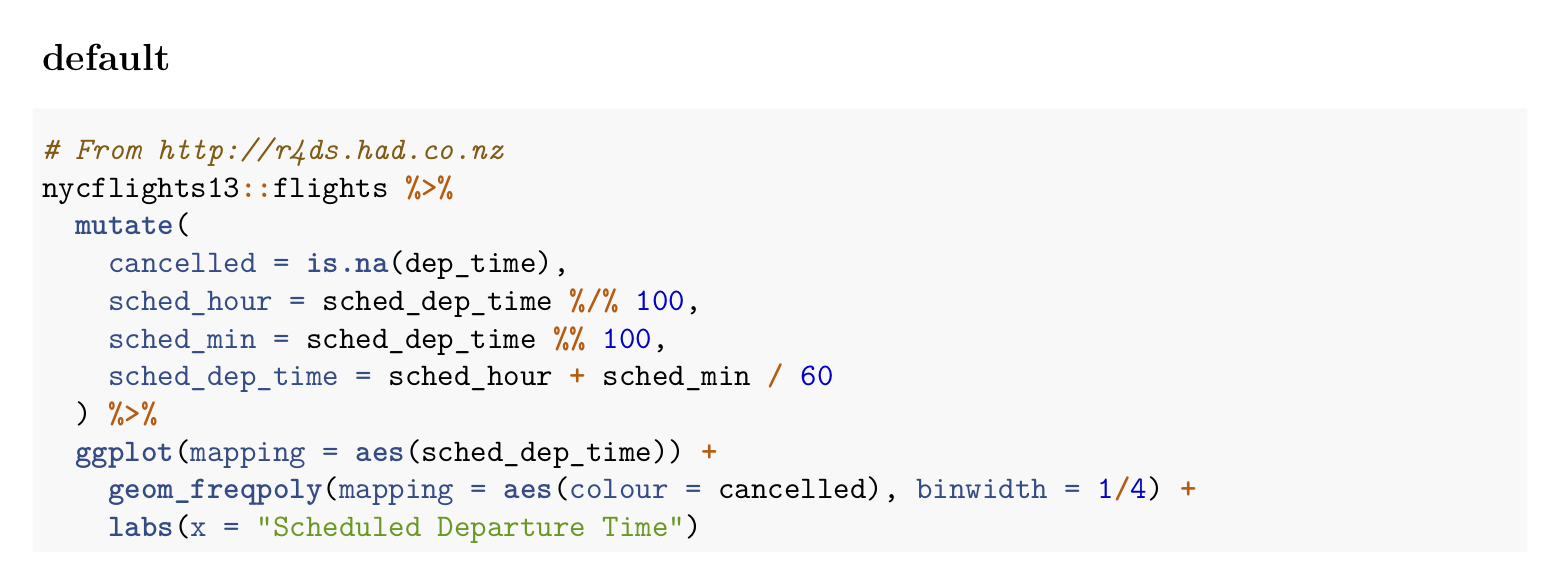 default
# From http://r4ds.had.co.nz
nycflights13::flights %>%
  mutate(
    cancelled = is.na(dep_time),
    sched_hour = sched_dep_time %/% 100,
    sched_min = sched_dep_time %% 100,
    sched_dep_time = sched_hour + sched_min / 60
  ) %>%
  ggplot(mapping = aes(sched_dep_time)) +
    geom_freqpoly(mapping = aes(colour = cancelled), binwidth = 1/4) +
    labs(x = "Scheduled Departure Time")